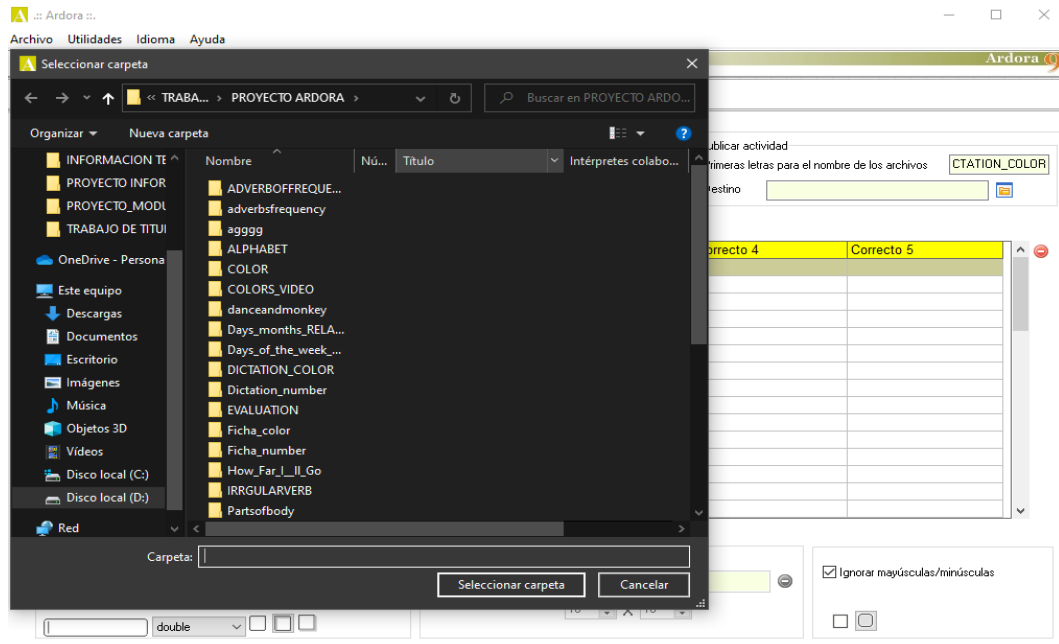 .:: Ardora ::.
Archivo Utilidades Idioma Ayuda
Ardora 9
Seleccionar carpeta
« TRABA... › PROYECTO ARDORA ›
Buscar en PROYECTO ARDO...
Organizar
Nueva carpeta
INFORMACION TE
PROYECTO INFOR
PROYECTO_MODU
TRABAJO DE TITUI
OneDrive - Persona
Este equipo
Descargas
Documentos
Escritorio
Imágenes
Música
Objetos 3D
Vídeos
Disco local (C:)
Disco local (D:)
Red
Nombre Nú... Título Intérpretes colabo...
ADVERBOFFREQUE...
adverbsfrequency
agggg
ALPHABET
COLOR
COLORS_VIDEO
danceandmonkey
Days_months_RELA...
Days_of_the_week_...
DICTATION_COLOR
Dictation_number
EVALUATION
Ficha_color
Ficha_number
How_Far_I__ll_Go
IRRGULARVERB
Partsofbody
Carpeta:
Seleccionar carpeta Cancelar
ublicar actividad
rimeras letras para el nombre de los archivos CTATION_COLOR
estino
orrecto 4 Correcto 5
Ignorar mayúsculas/minúsculas
double